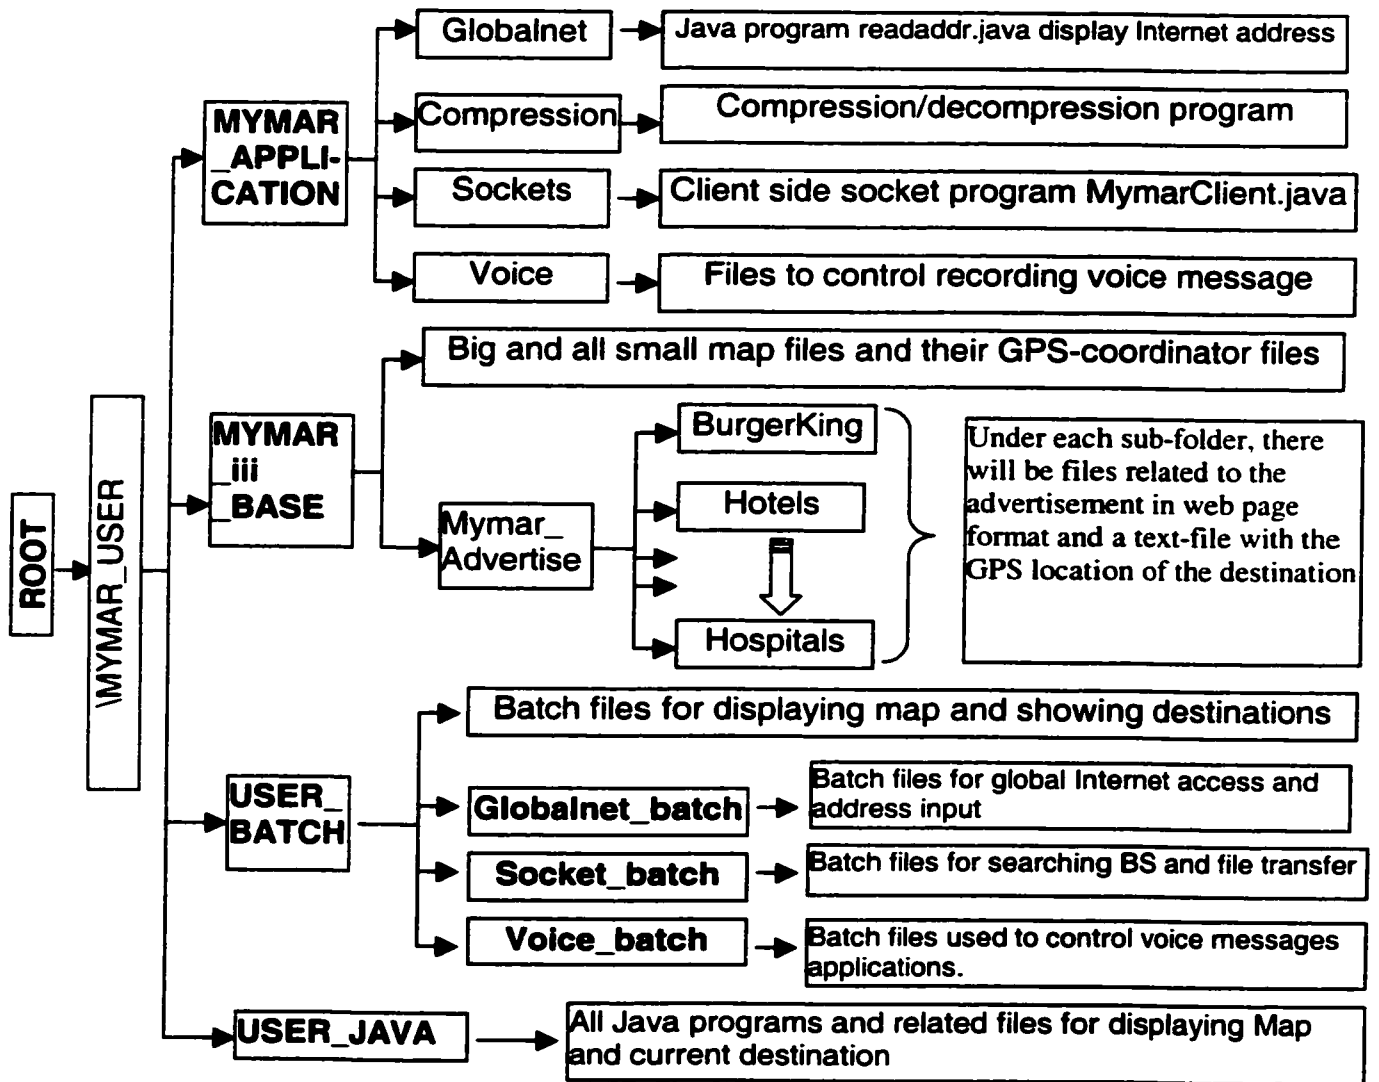 ROOT
\MYMAR_USER
MYMAR
_APPLI-
CATION
Globalnet
Java program readaddr.java display Internet address
Compression
Compression/decompression program
Sockets
Client side socket program MymarClient.java
Voice
Files to control recording voice message
MYMAR
_iii
_BASE
Big and all small map files and their GPS-coordinator files
Mymar_
Advertise
BurgerKing
Hotels
Hospitals
Under each sub-folder, there
will be files related to the
advertisement in web page
format and a text-file with the
GPS location of the destination
USER_
BATCH
Batch files for displaying map and showing destinations
Globalnet_batch
Batch files for global Internet access and
address input
Socket_batch
Batch files for searching BS and file transfer
Voice_batch
Batch files used to control voice messages
applications.
USER_JAVA
All Java programs and related files for displaying Map
and current destination